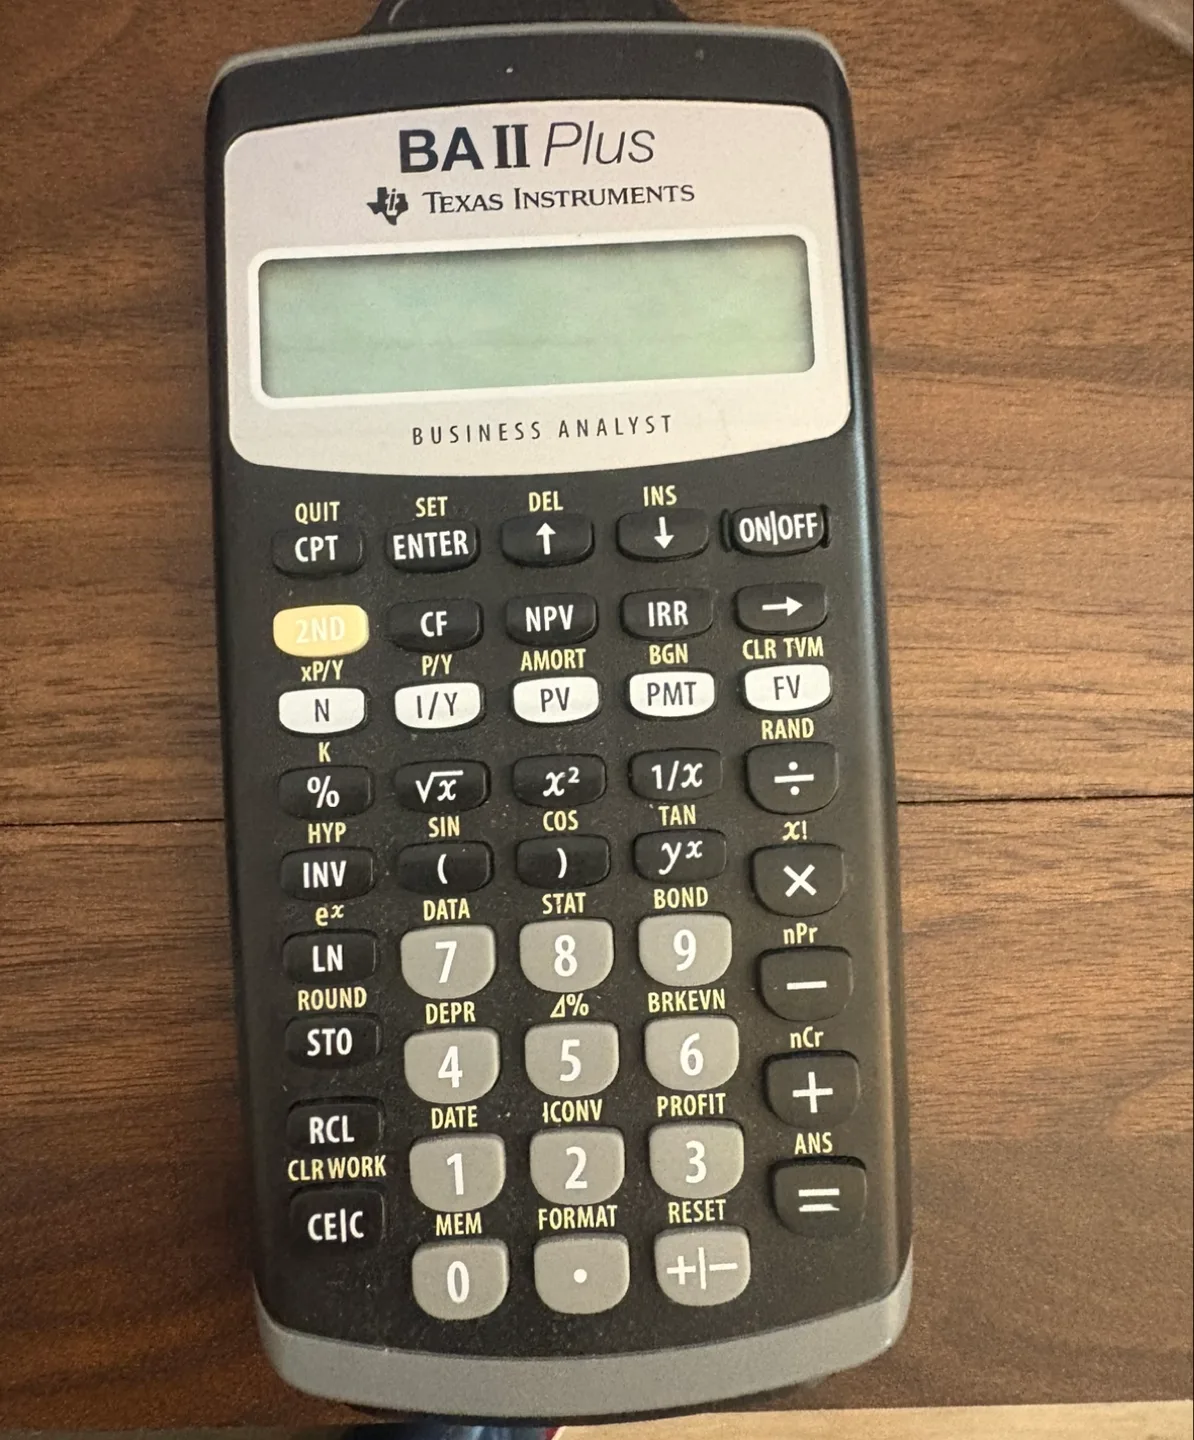 BA II Plus
TEXAS INSTRUMENTS
BUSINESS ANALYST
QUIT SET DEL INS
CPT ENTER ↑ ↓ ON|OFF
2ND CF NPV IRR →
xP/Y P/Y AMORT BGN CLR TVM
N I/Y PV PMT FV
K RAND
% √x x² 1/x ÷
HYP SIN COS TAN x!
INV ( ) yˣ ×
eˣ DATA STAT BOND nPr
LN 7 8 9 −
ROUND DEPR Δ% BRKEVN nCr
STO 4 5 6 +
DATE ICONV PROFIT ANS
RCL 1 2 3 =
CLR WORK MEM FORMAT RESET
CE|C 0 . +|−